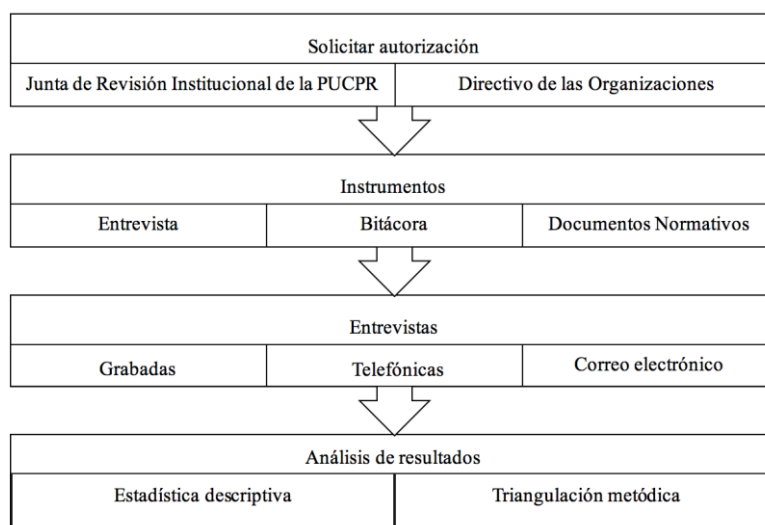 Solicitar autorización
Junta de Revisión Institucional de la PUCPR
Directivo de las Organizaciones
Instrumentos
Entrevista
Bitácora
Documentos Normativos
Entrevistas
Grabadas
Telefónicas
Correo electrónico
Análisis de resultados
Estadística descriptiva
Triangulación metódica